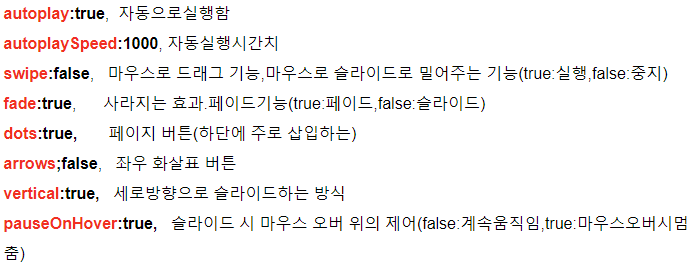 autoplay:true, 자동으로실행함
autoplaySpeed:1000, 자동실행시간치
swipe:false, 마우스로 드래그 기능,마우스로 슬라이드로 밀어주는 기능(true:실행,false:중지)
fade:true, 사라지는 효과.페이드기능(true:페이드,false:슬라이드)
dots:true, 페이지 버튼(하단에 주로 삽입하는)
arrows;false, 좌우 화살표 버튼
vertical:true, 세로방향으로 슬라이드하는 방식
pauseOnHover:true, 슬라이드 시 마우스 오버 위의 제어(false:계속움직임,true:마우스오버시멈
춤)